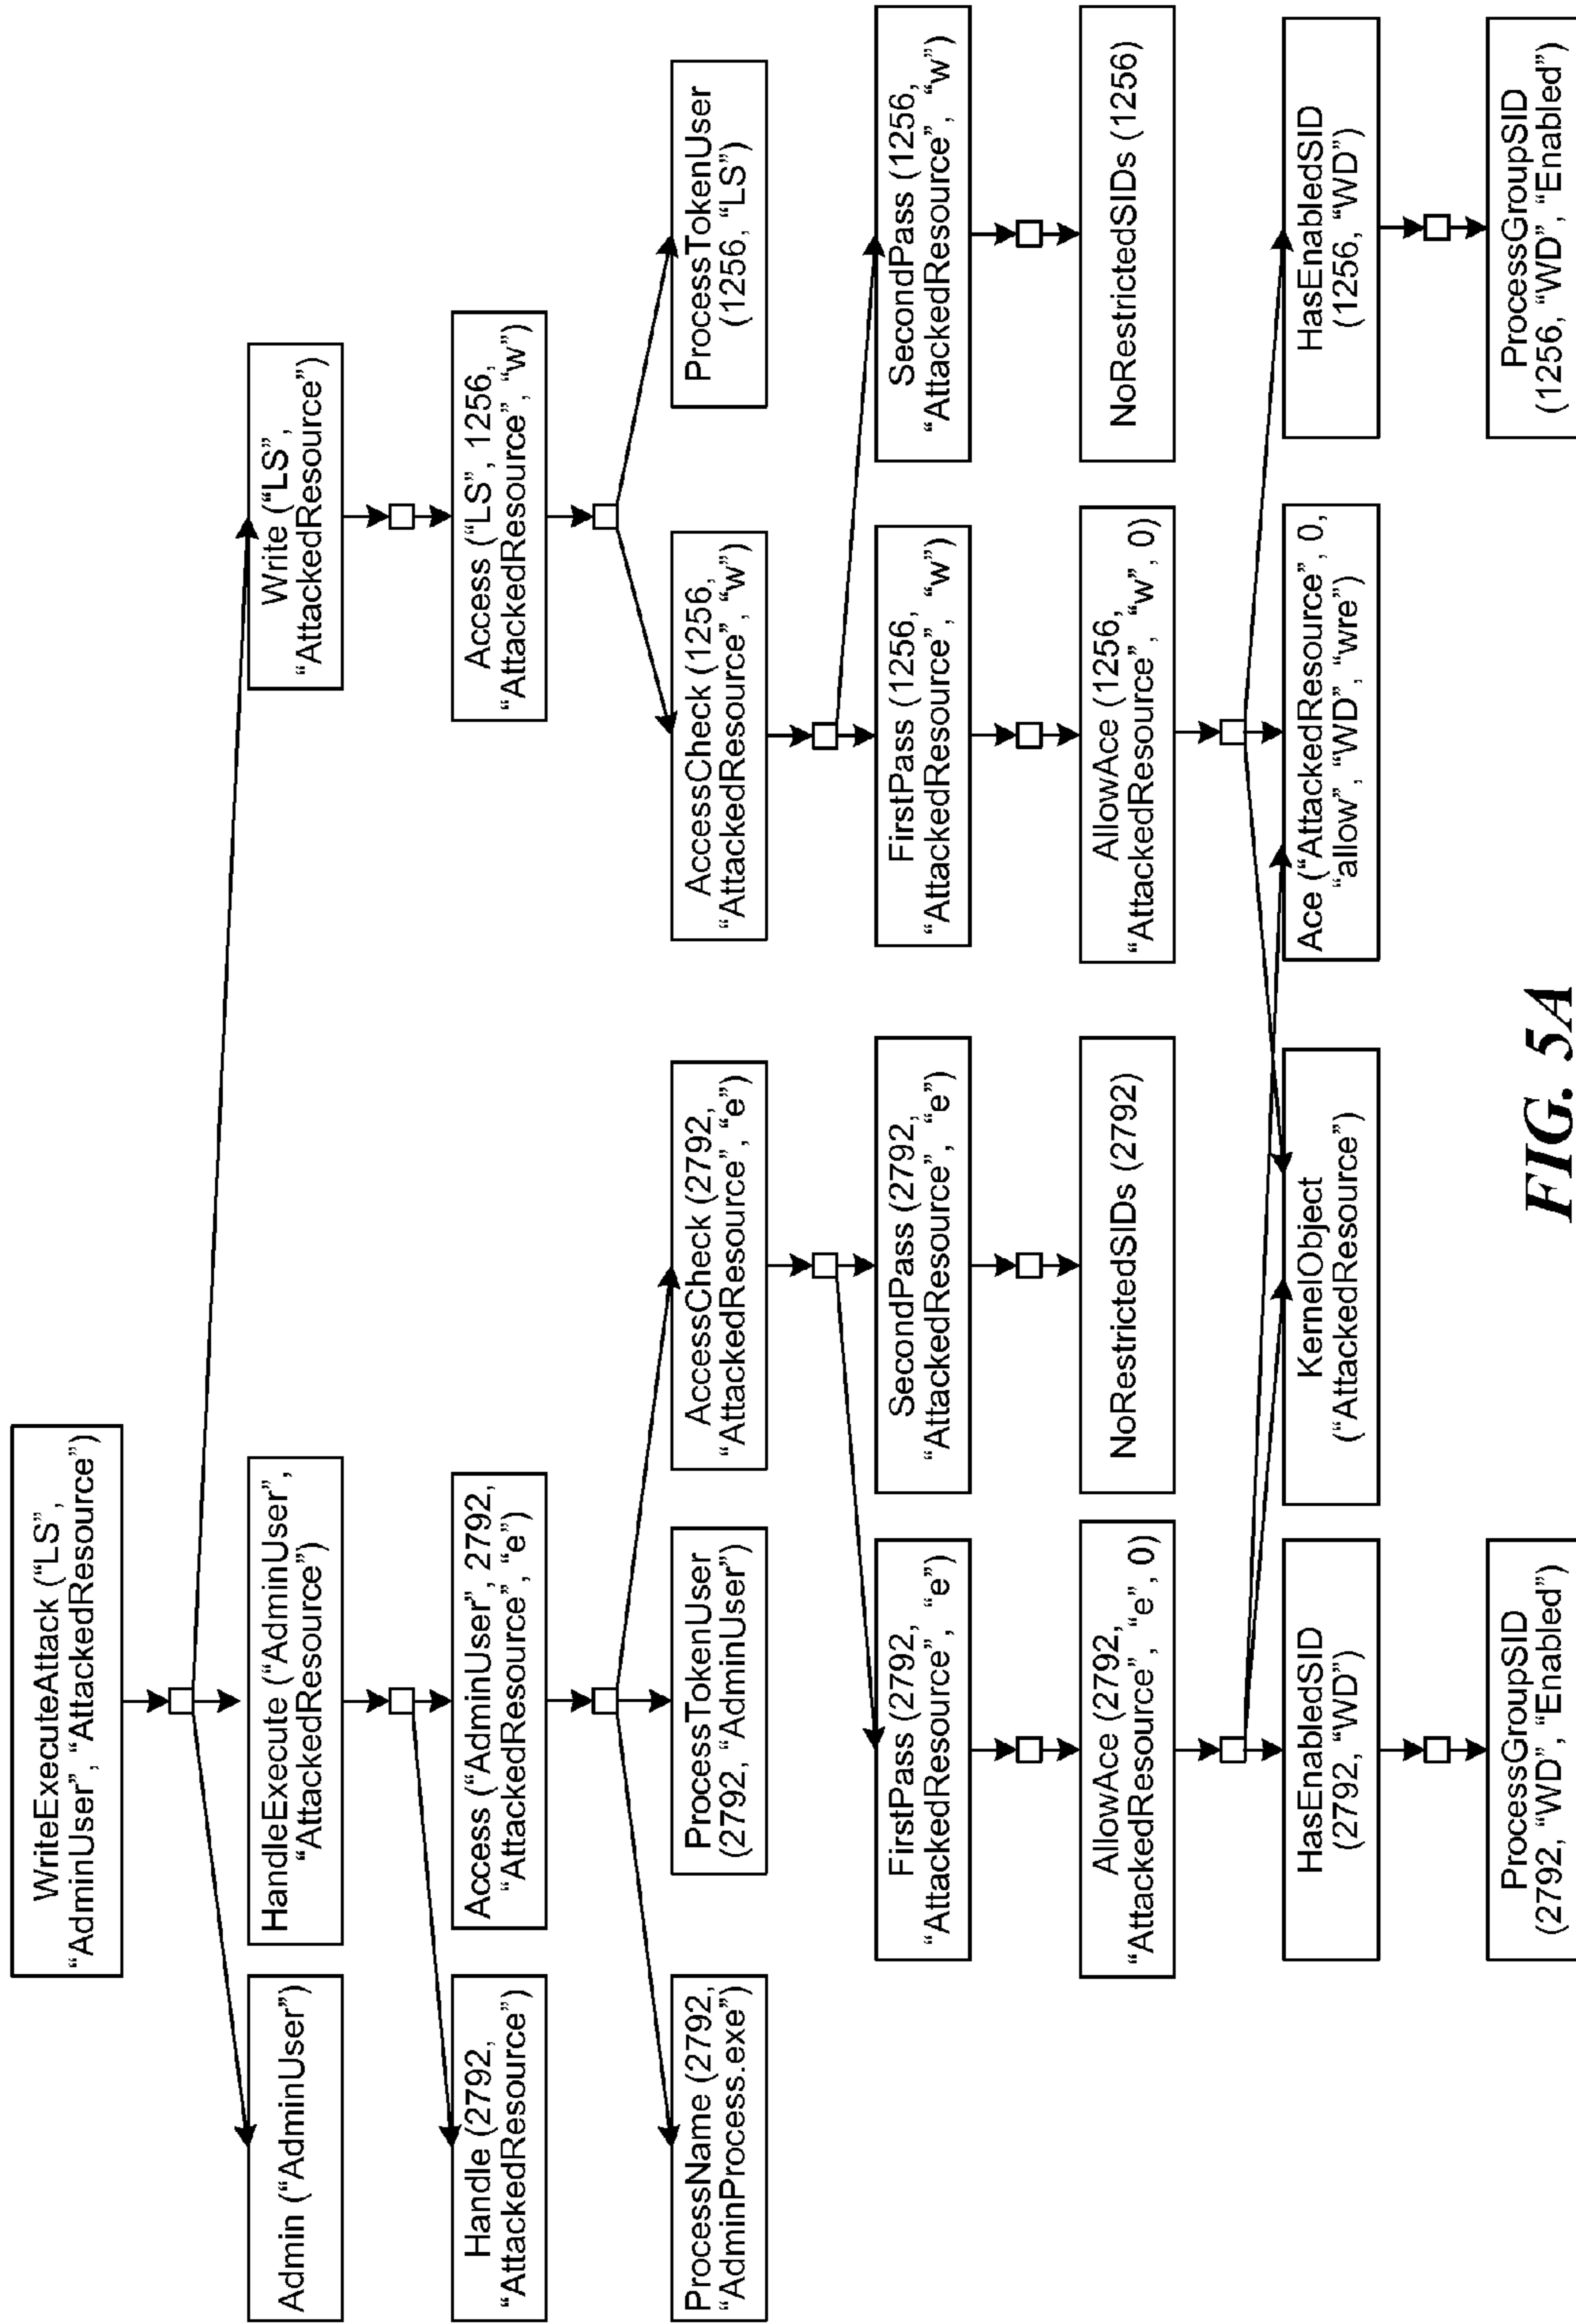 WriteExecuteAttack (“LS”,
“AdminUser”, “AttackedResource”)
Admin (“AdminUser”)
HandleExecute (“AdminUser”,
“AttackedResource”)
Write (“LS”,
“AttackedResource”)
Handle (2792,
“AttackedResource”)
Access (“AdminUser”, 2792,
“AttackedResource”, “e”)
Access (“LS”, 1256,
“AttackedResource”, “w”)
ProcessName (2792,
“AdminProcess.exe”)
ProcessTokenUser
(2792, “AdminUser”)
AccessCheck (2792,
“AttackedResource”, “e”)
AccessCheck (1256,
“AttackedResource”, “w”)
ProcessTokenUser
(1256, “LS”)
FirstPass (2792,
“AttackedResource”, “e”)
SecondPass (2792,
“AttackedResource”, “e”)
FirstPass (1256,
“AttackedResource”, “w”)
SecondPass (1256,
“AttackedResource”, “w”)
AllowAce (2792,
“AttackedResource”, “e”, 0)
NoRestrictedSIDs (2792)
AllowAce (1256,
“AttackedResource”, “w”, 0)
NoRestrictedSIDs (1256)
HasEnabledSID
(2792, “WD”)
KernelObject
(“AttackedResource”)
Ace (“AttackedResource”, 0,
“allow”, “WD”, “wre”)
HasEnabledSID
(1256, “WD”)
ProcessGroupSID
(2792, “WD”, “Enabled”)
ProcessGroupSID
(1256, “WD”, “Enabled”)
FIG. 5A